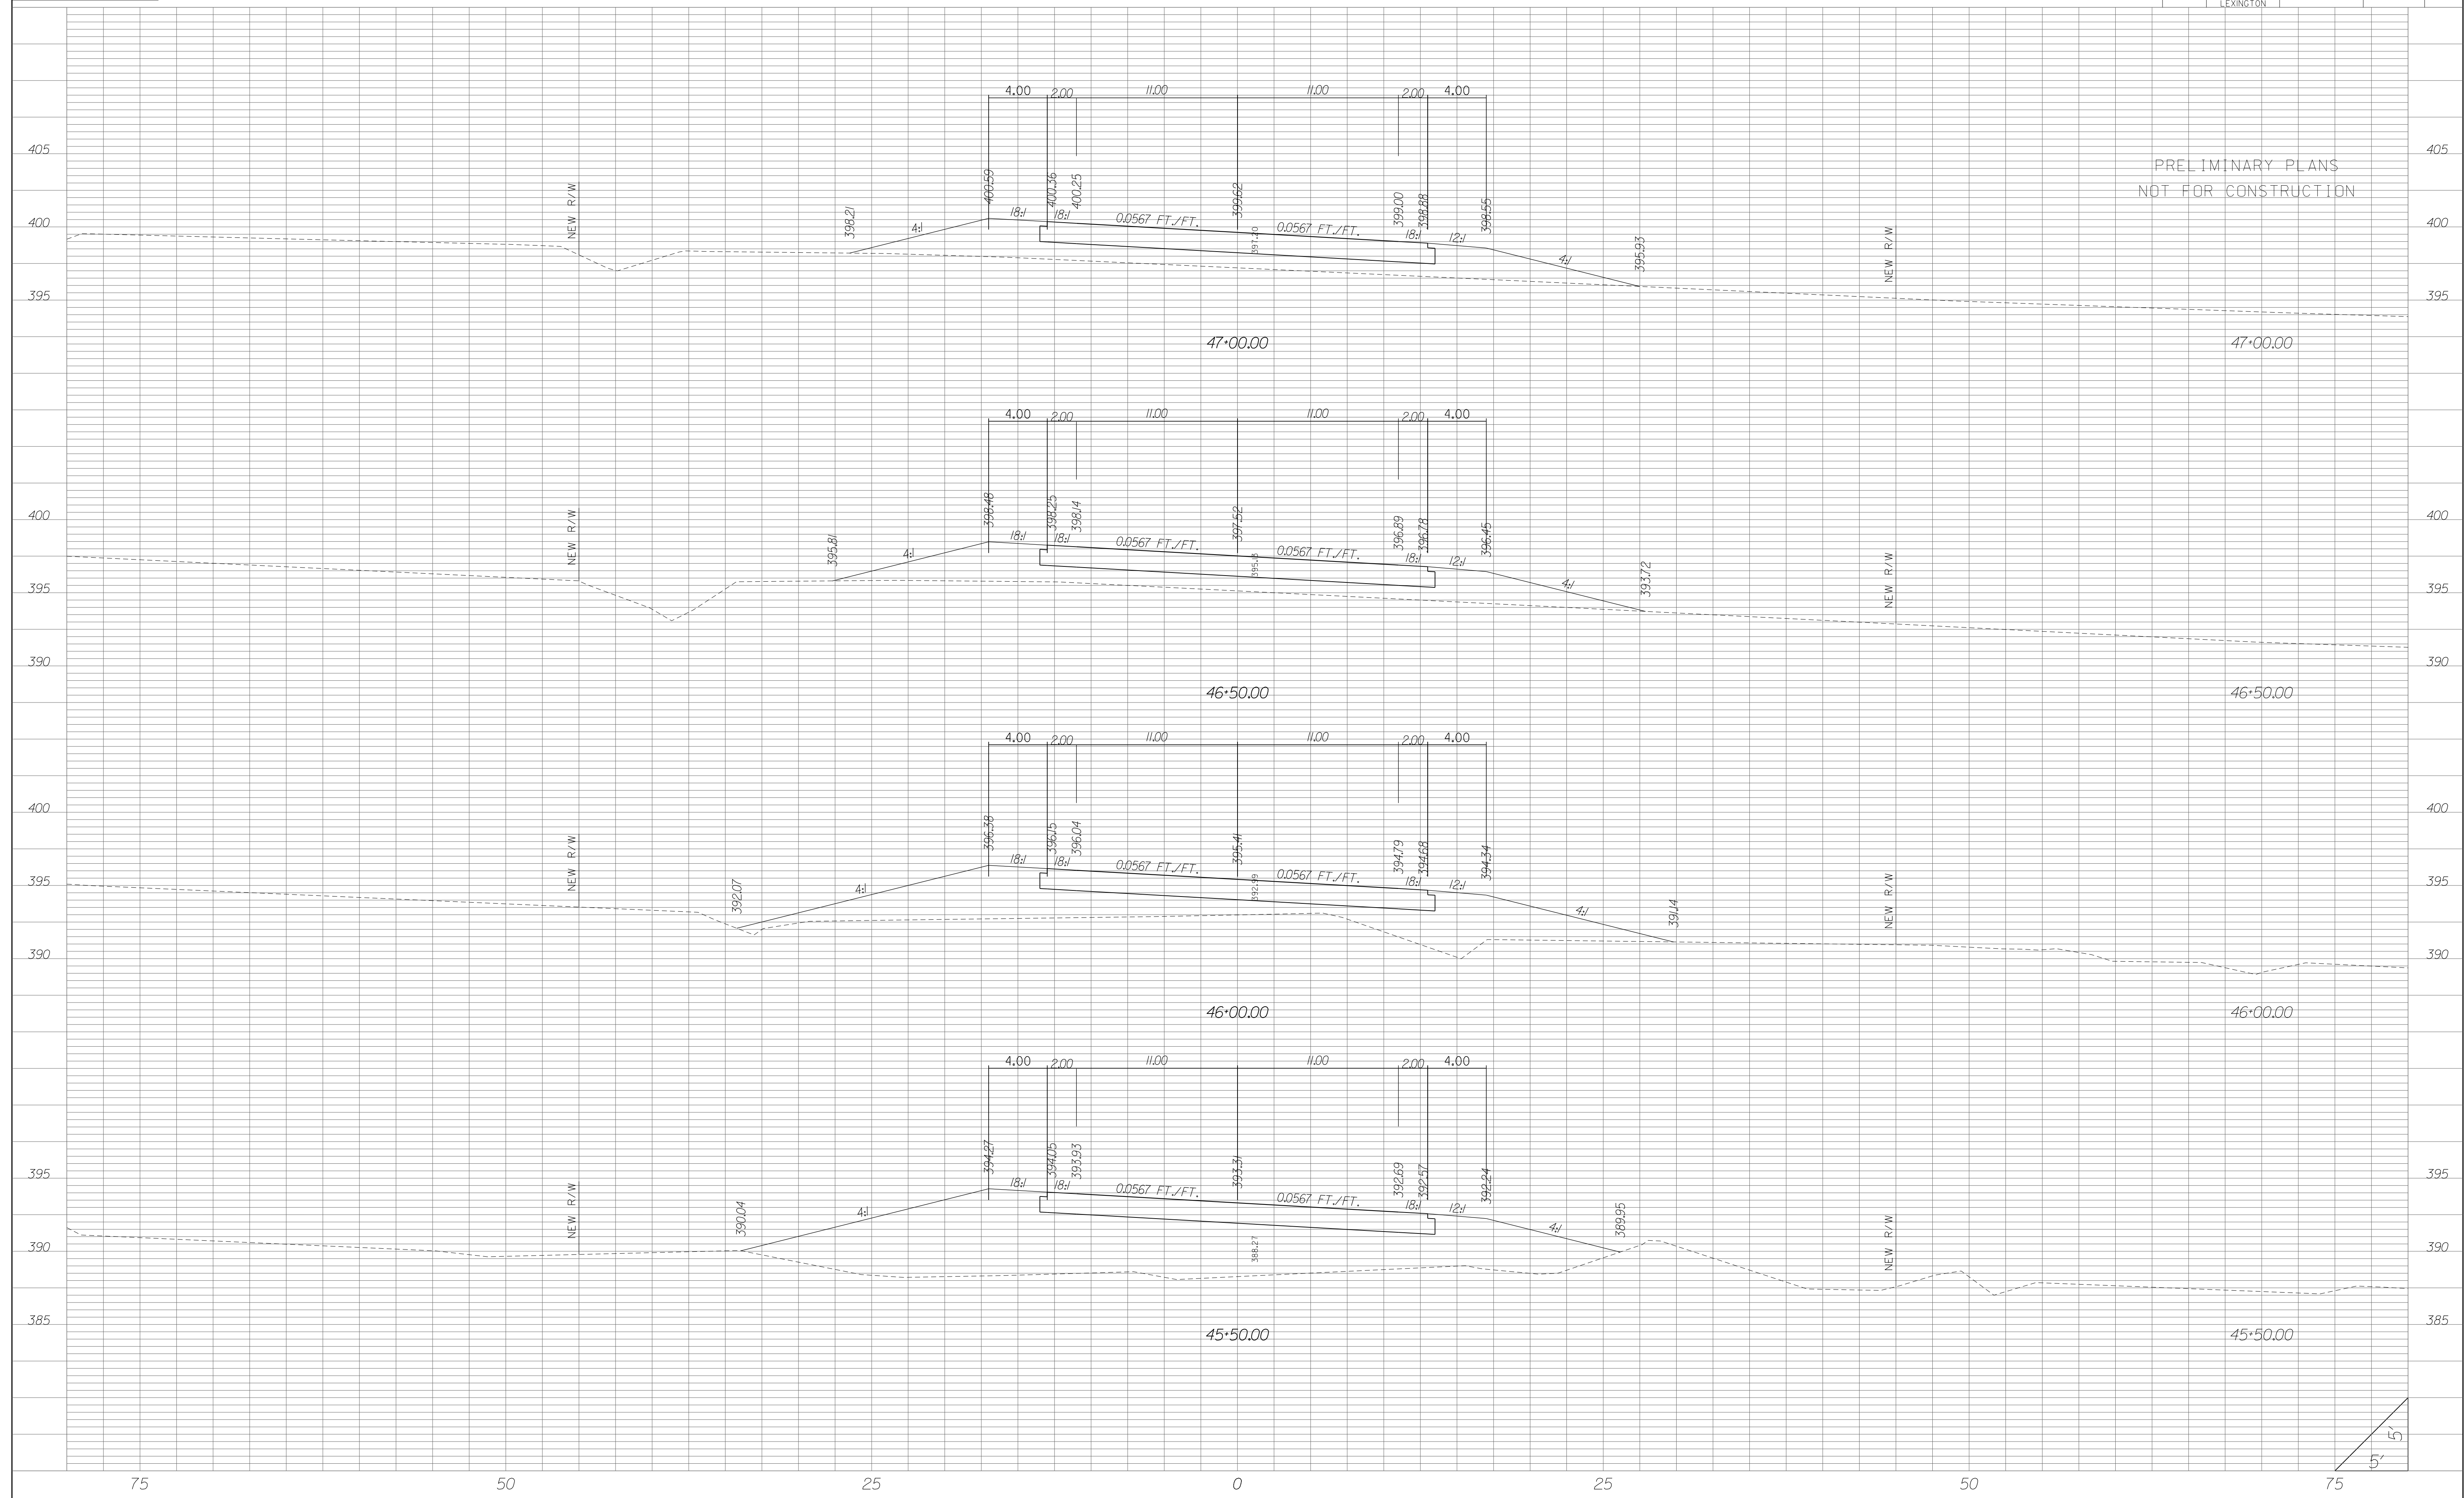 LEXINGTON
4.00 2.00 11.00 11.00 2.00 4.00
405 405
PRELIMINARY PLANS
NOT FOR CONSTRUCTION
NEW R/W 398.21 400.59 400.36 400.25 399.62 399.00 398.88 398.55 395.93 NEW R/W
4:1 18:1 18:1 0.0567 FT./FT. 0.0567 FT./FT. 18:1 12:1 4:1
400 400
397.20
395 395
47+00.00 47+00.00
4.00 2.00 11.00 11.00 2.00 4.00
400 400
NEW R/W 395.81 398.48 398.25 398.14 397.52 396.89 396.78 396.45 393.72 NEW R/W
4:1 18:1 18:1 0.0567 FT./FT. 0.0567 FT./FT. 18:1 12:1 4:1
395 395
390 390
46+50.00 46+50.00
4.00 2.00 11.00 11.00 2.00 4.00
400 400
NEW R/W 392.07 396.38 396.15 396.04 395.41 394.79 394.68 394.34 391.14 NEW R/W
4:1 18:1 18:1 0.0567 FT./FT. 0.0567 FT./FT. 18:1 12:1 4:1
395 395
392.99
390 390
46+00.00 46+00.00
4.00 2.00 11.00 11.00 2.00 4.00
395 395
NEW R/W 390.04 394.27 394.05 393.93 393.31 392.69 392.57 392.24 389.95 NEW R/W
4:1 18:1 18:1 0.0567 FT./FT. 0.0567 FT./FT. 18:1 12:1 4:1
390 390
388.27
385 385
45+50.00 45+50.00
5'
5'
75 50 25 0 25 50 75